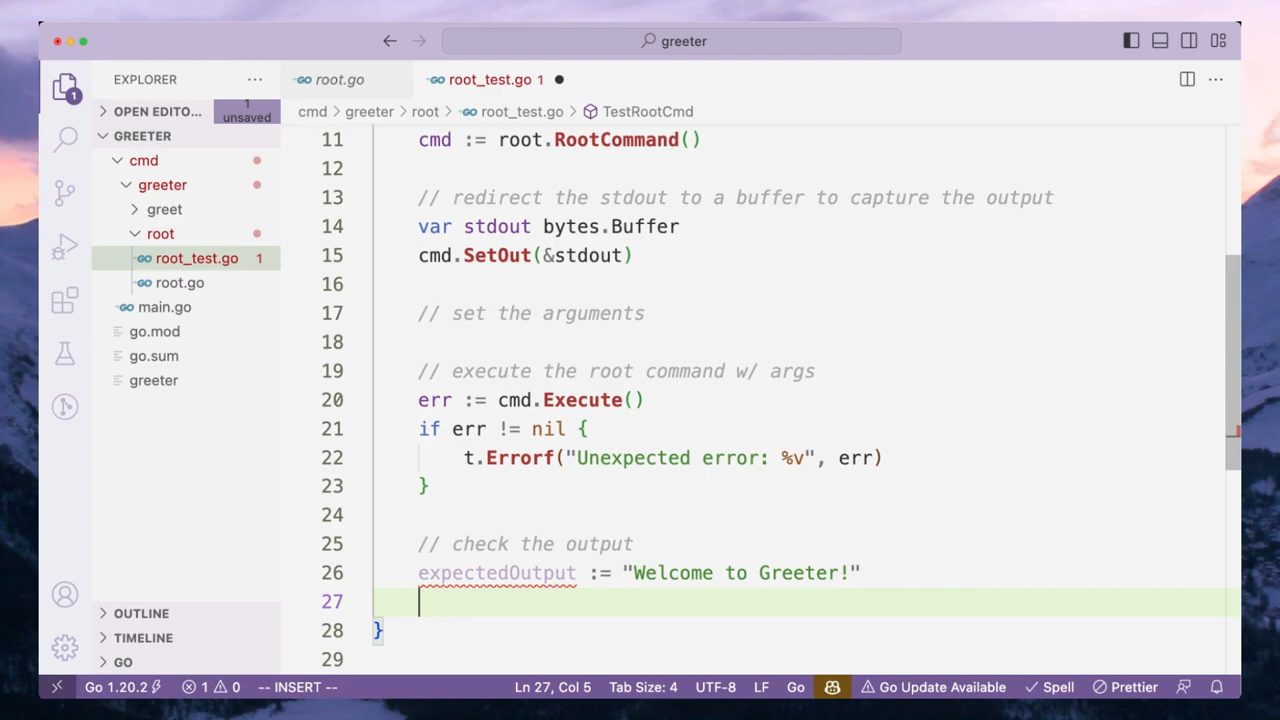 greeter
EXPLORER
root.go
root_test.go 1
OPEN EDITO...
1 unsaved
cmd > greeter > root > root_test.go > TestRootCmd
GREETER
cmd
greeter
greet
root
root_test.go 1
root.go
main.go
go.mod
go.sum
greeter
11 cmd := root.RootCommand()
12
13 // redirect the stdout to a buffer to capture the output
14 var stdout bytes.Buffer
15 cmd.SetOut(&stdout)
16
17 // set the arguments
18
19 // execute the root command w/ args
20 err := cmd.Execute()
21 if err != nil {
22 t.Errorf("Unexpected error: %v", err)
23 }
24
25 // check the output
26 expectedOutput := "Welcome to Greeter!"
27
28 }
29
1
OUTLINE
TIMELINE
GO
Go 1.20.2 1 0 -- INSERT -- Ln 27, Col 5 Tab Size: 4 UTF-8 LF Go Go Update Available Spell Prettier